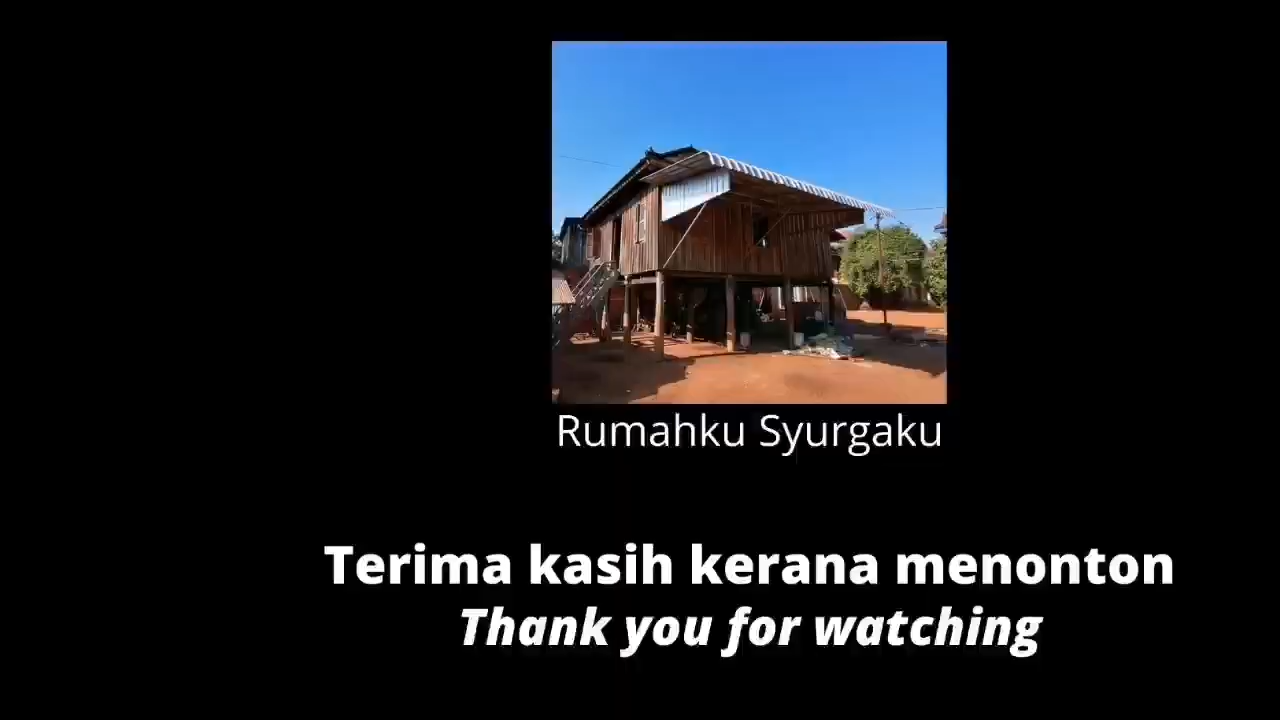 Rumahku Syurgaku
Terima kasih kerana menonton
Thank you for watching